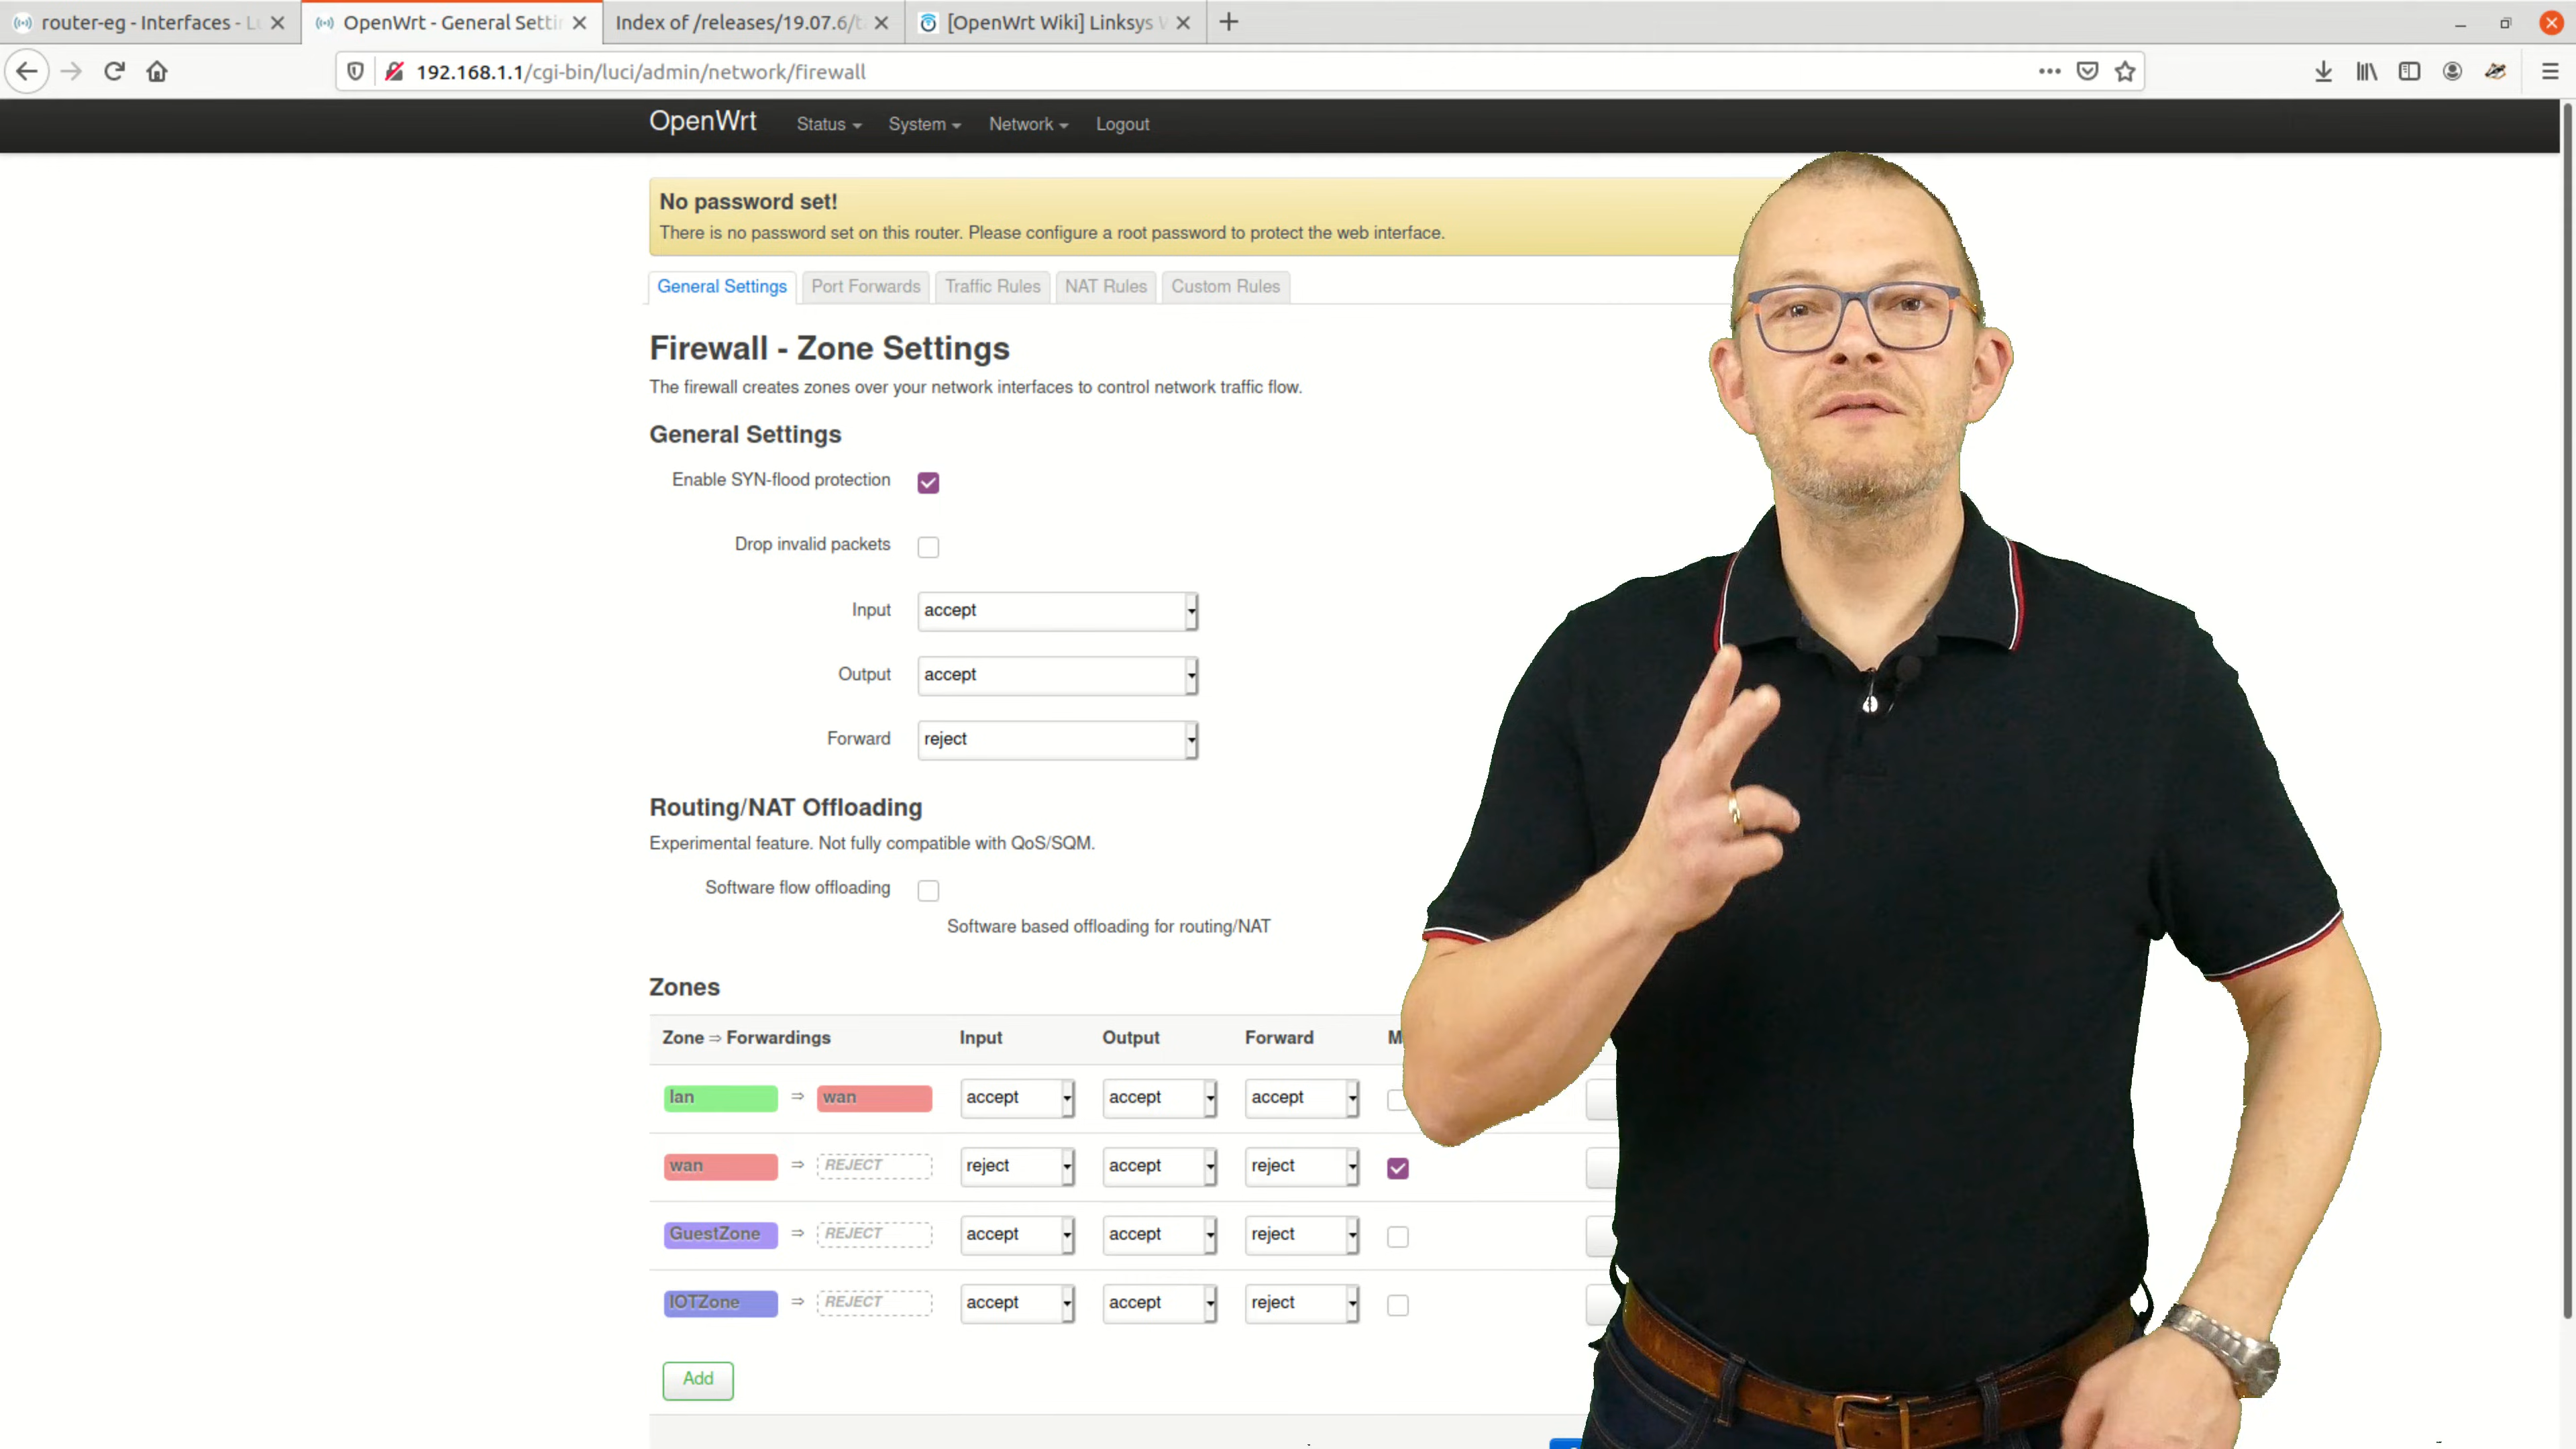 router-eg - Interfaces - L
OpenWrt - General Settin
Index of /releases/19.07.6/t
[OpenWrt Wiki] Linksys W
192.168.1.1/cgi-bin/luci/admin/network/firewall
OpenWrt Status System Network Logout
No password set!
There is no password set on this router. Please configure a root password to protect the web interface.
General Settings Port Forwards Traffic Rules NAT Rules Custom Rules
Firewall - Zone Settings
The firewall creates zones over your network interfaces to control network traffic flow.
General Settings
Enable SYN-flood protection
Drop invalid packets
Input accept
Output accept
Forward reject
Routing/NAT Offloading
Experimental feature. Not fully compatible with QoS/SQM.
Software flow offloading
Software based offloading for routing/NAT
Zones
Zone ⇒ Forwardings Input Output Forward M
lan ⇒ wan accept accept accept
wan ⇒ REJECT reject accept reject
GuestZone ⇒ REJECT accept accept reject
IOTZone ⇒ REJECT accept accept reject
Add